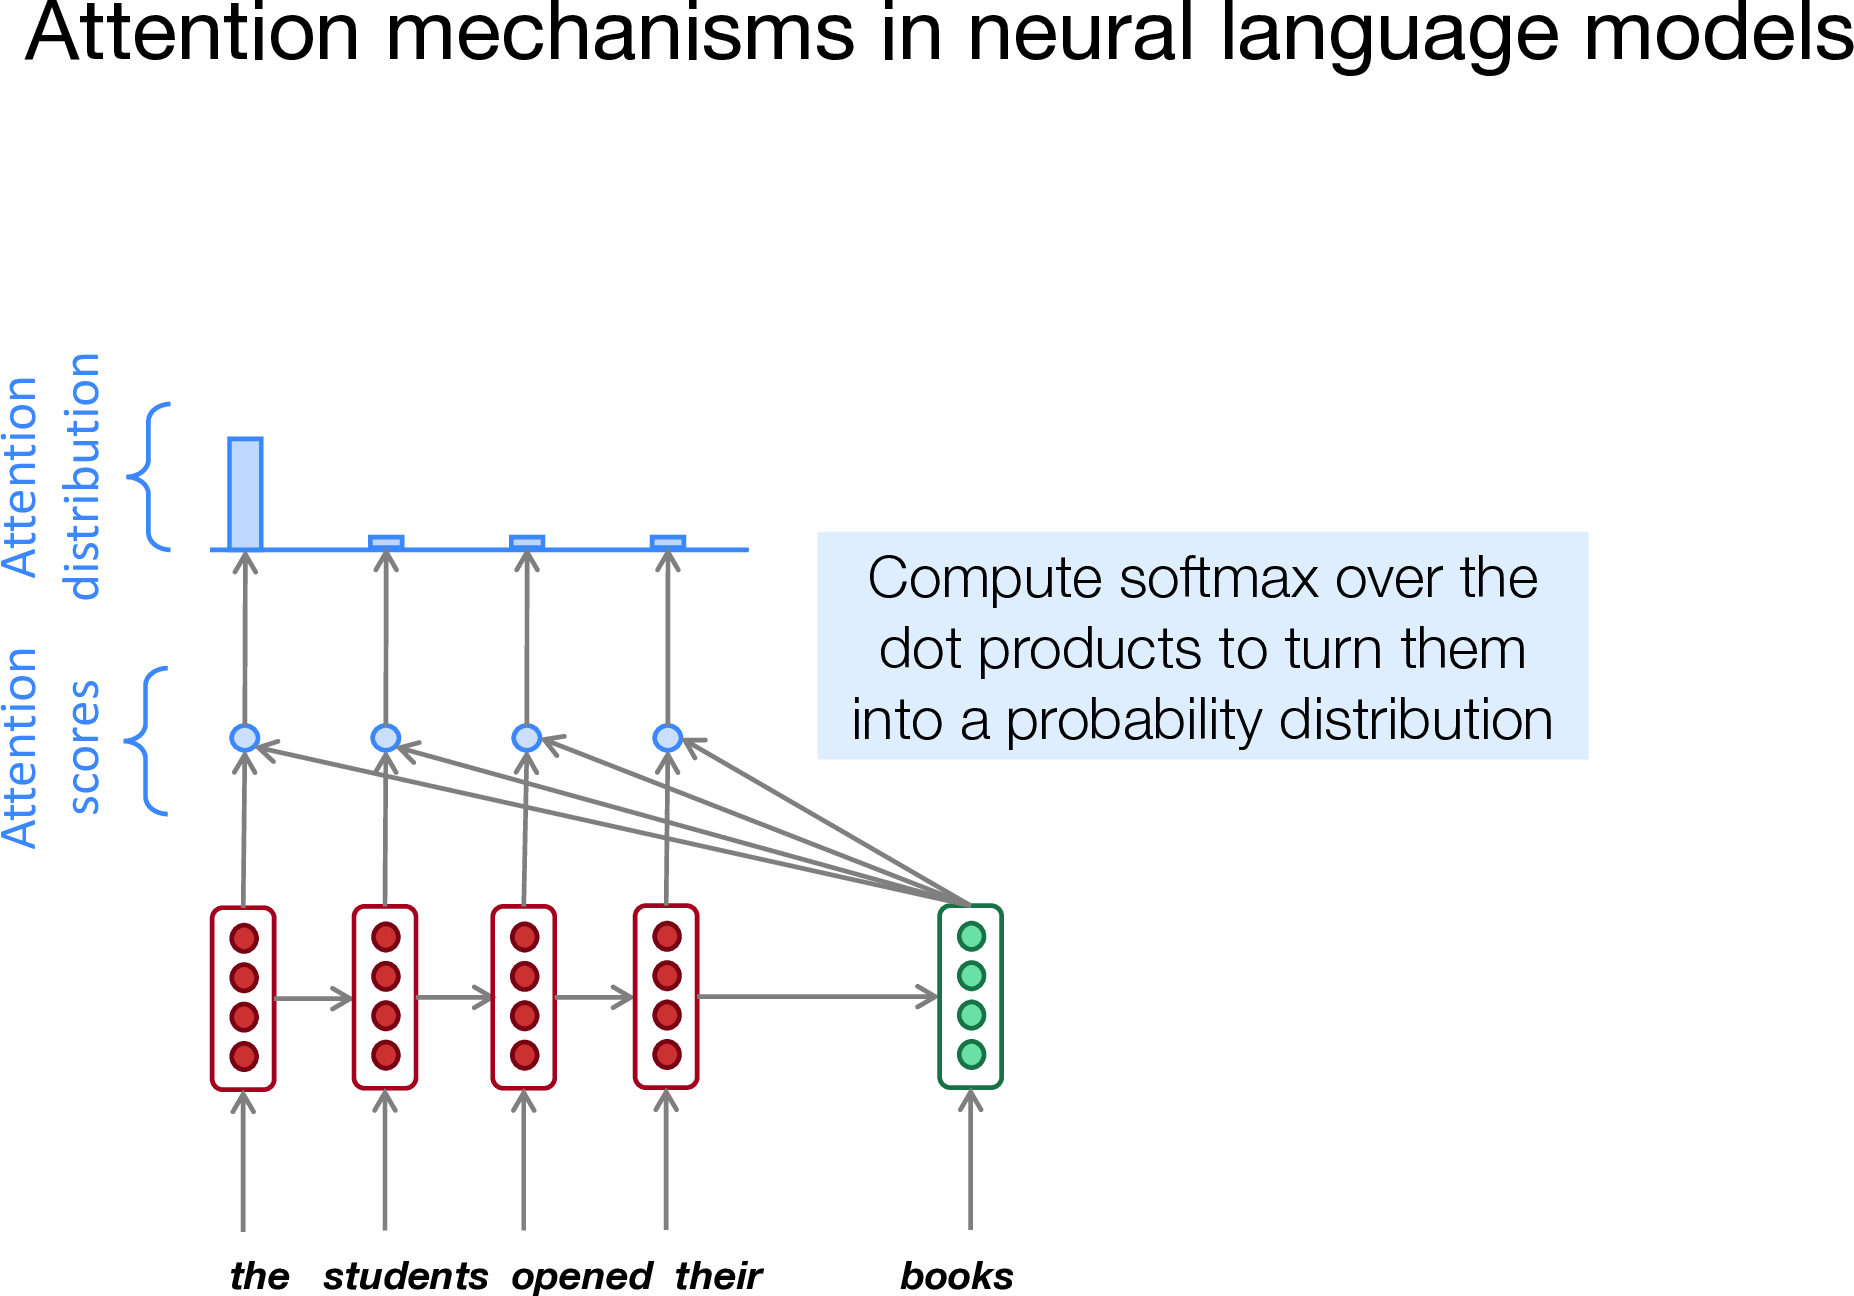 Attention mechanisms in neural language models
Attention
distribution
Compute softmax over the
dot products to turn them
into a probability distribution
Attention
scores
the students opened their books